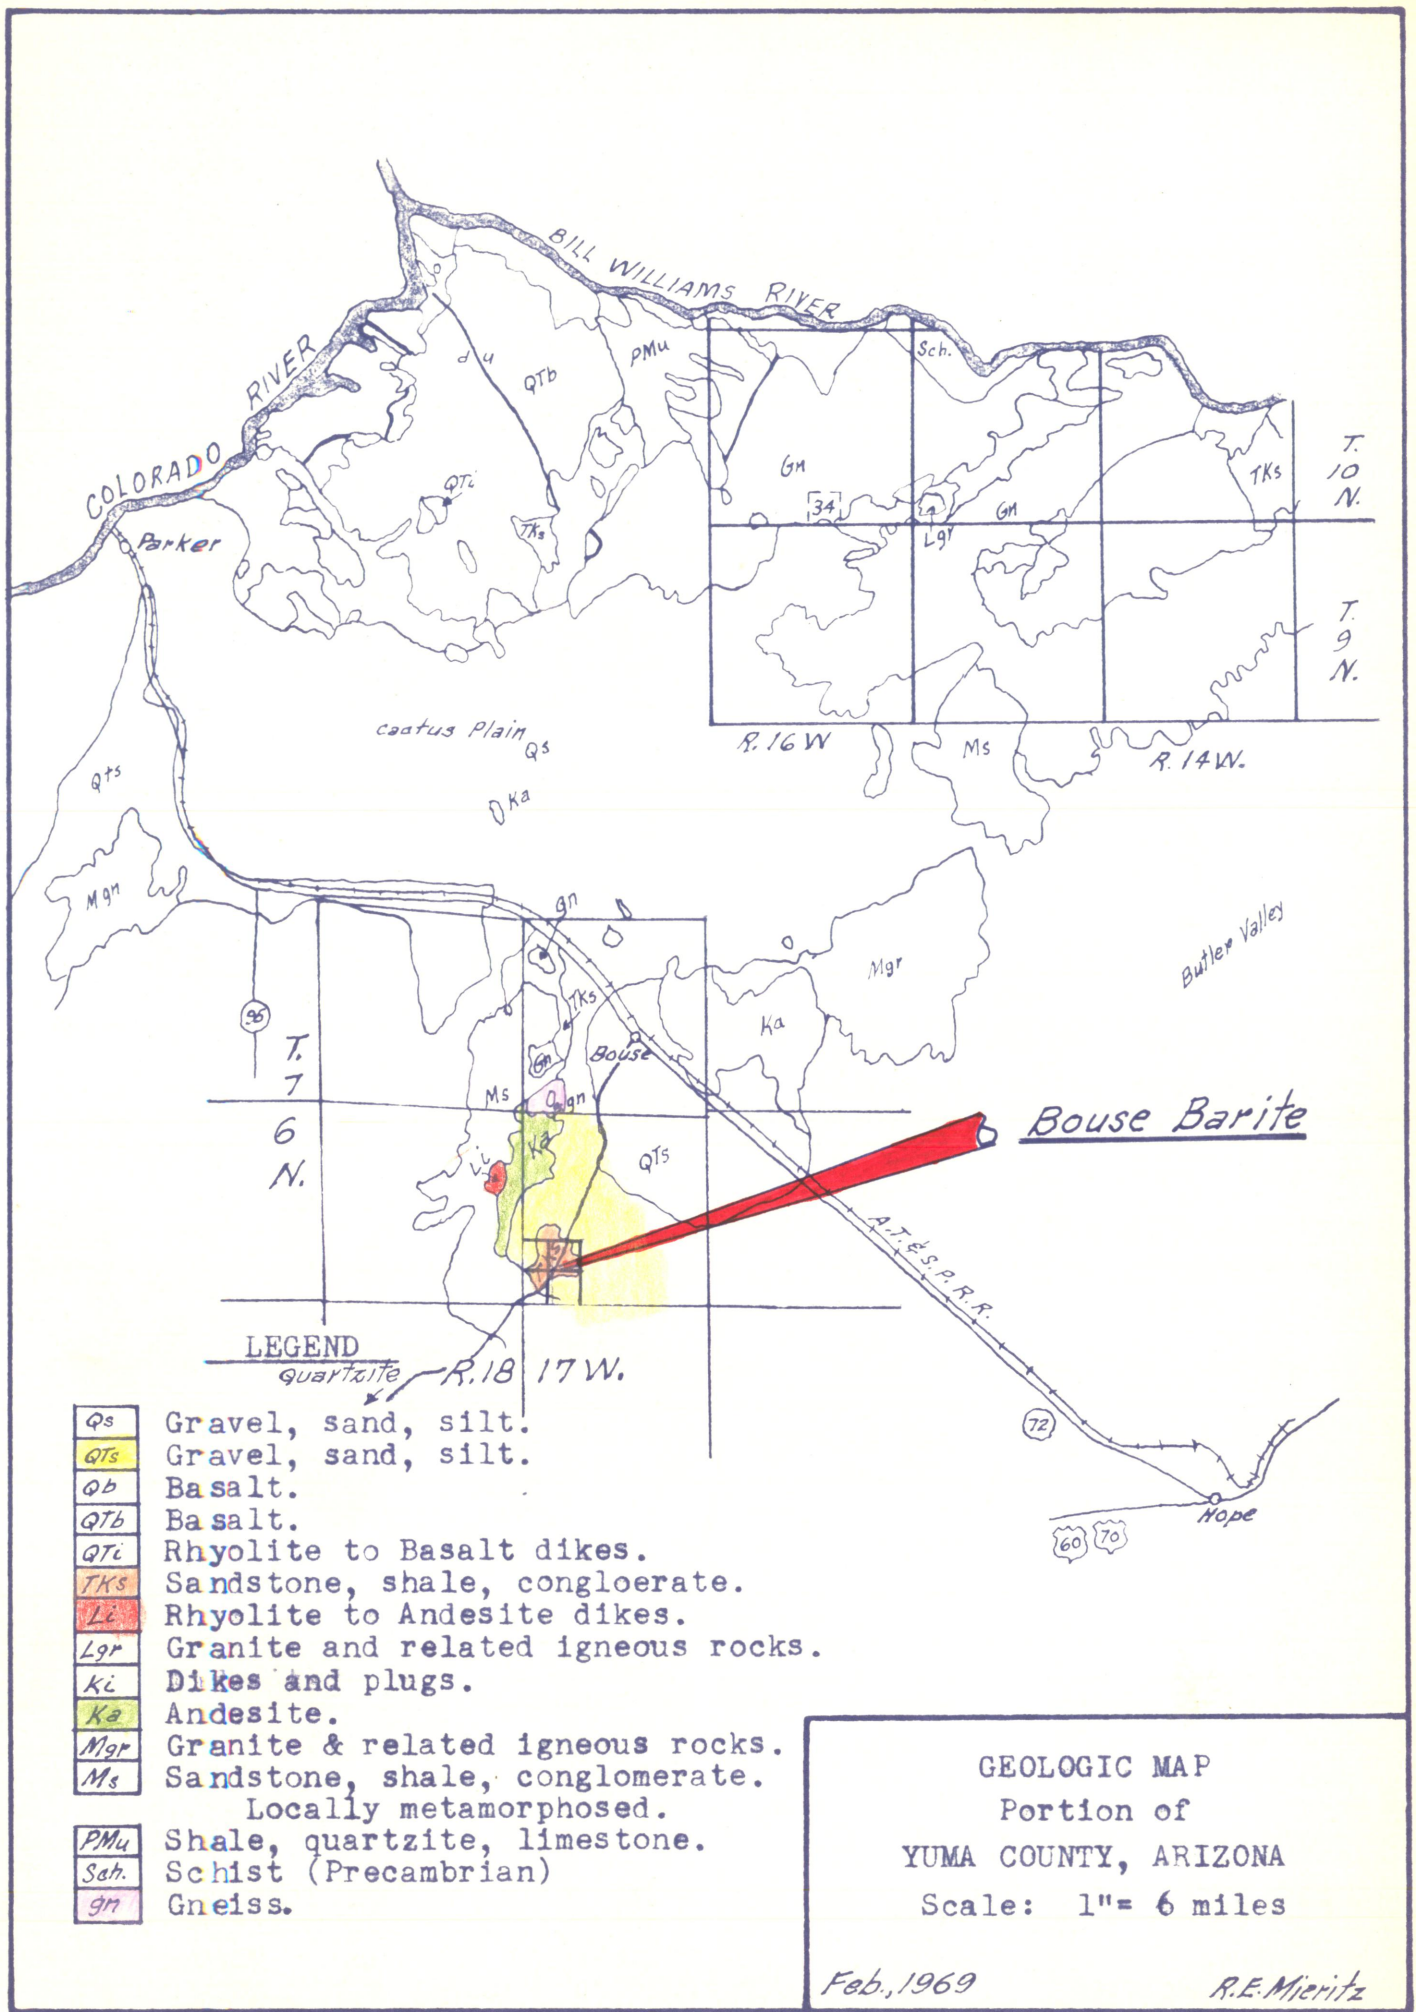 BILL WILLIAMS RIVER
COLORADO RIVER
Parker
d u
QTb
PMu
Sch.
Gn
34
Gn
Lgr
TKs
T.
10
N.
QTi
TKs
T.
9
N.
R. 16 W
Ms
R. 14 W.
Cactus Plain
Qs
Ka
Qts
Mgn
gn
Mgr
Butler Valley
TKs
Ka
95
Gn
Bouse
T.
7
Ms
gn
6
N.
Ka
Li
QTs
Bouse Barite
A.T.&S.P.R.R.
LEGEND
Quartzite
R.18 17 W.
72
Hope
60 70
Qs Gravel, sand, silt.
QTs Gravel, sand, silt.
Qb Basalt.
QTb Basalt.
QTi Rhyolite to Basalt dikes.
TKs Sandstone, shale, congloerate.
Li Rhyolite to Andesite dikes.
Lgr Granite and related igneous rocks.
Ki Dikes and plugs.
Ka Andesite.
Mgr Granite & related igneous rocks.
Ms Sandstone, shale, conglomerate.
Locally metamorphosed.
PMu Shale, quartzite, limestone.
Sch. Schist (Precambrian)
gn Gneiss.
GEOLOGIC MAP
Portion of
YUMA COUNTY, ARIZONA
Scale: 1"= 6 miles
Feb., 1969 R.E. Mieritz